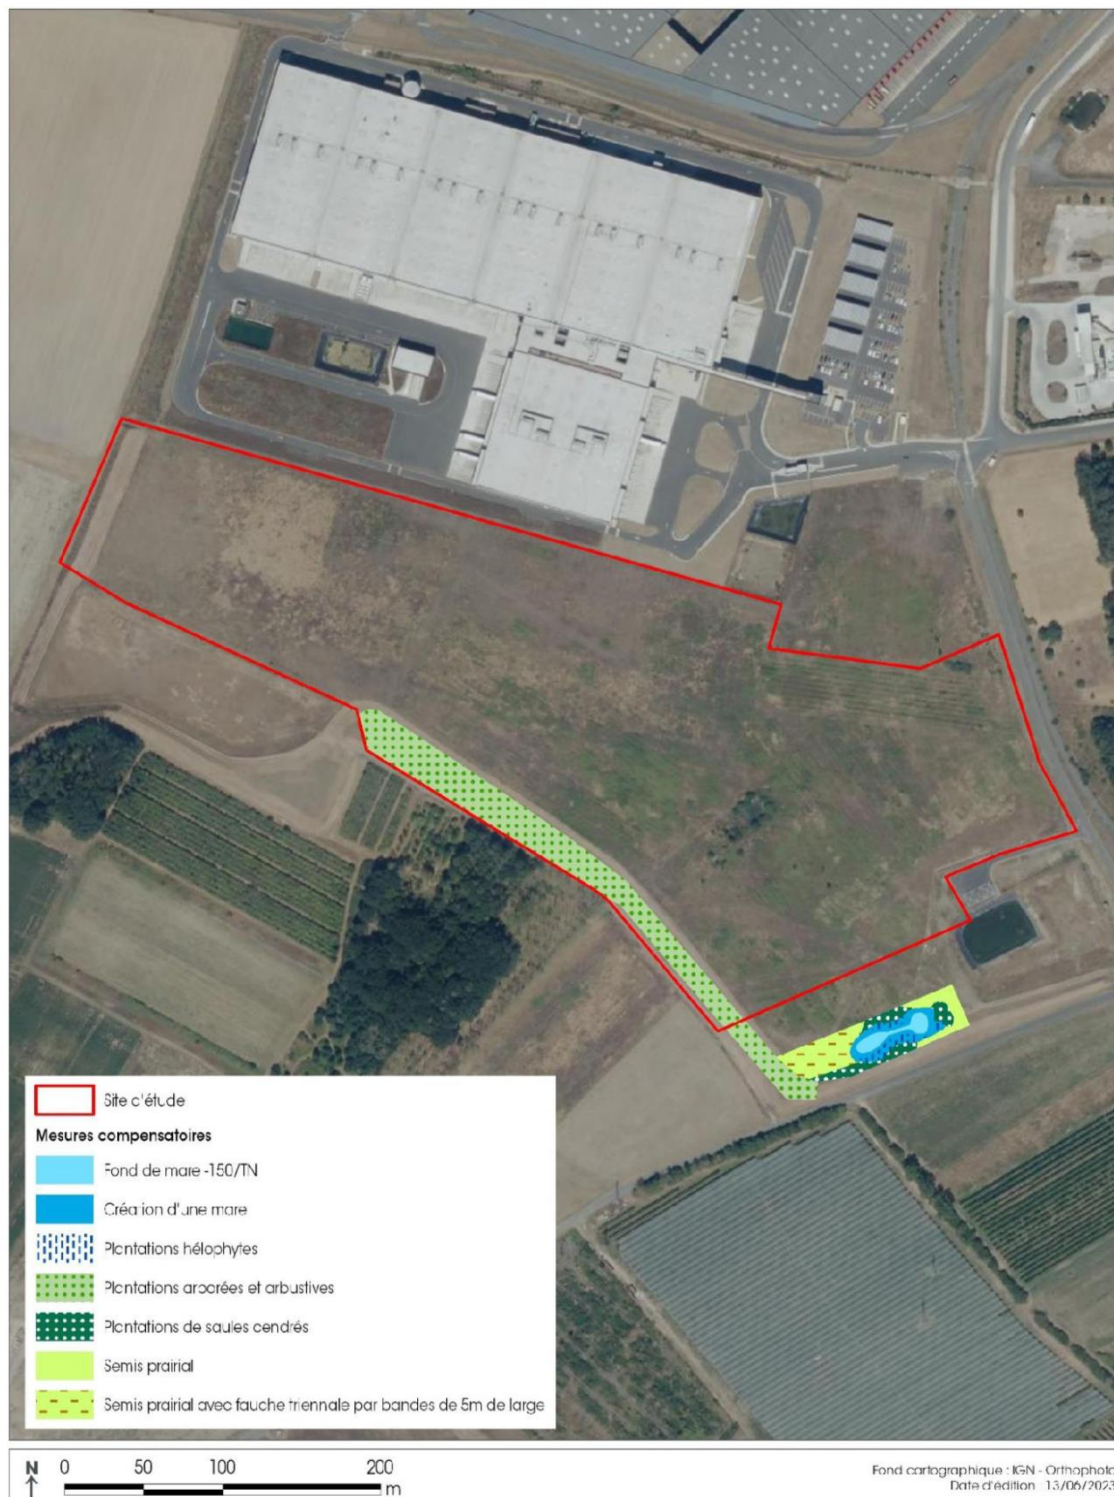 Site d'étude
Mesures compensatoires
Fond de mare -150/TN
Création d'une mare
Plantations hélophytes
Plantations arborées et arbustives
Plantations de saules cendrés
Semis prairial
Semis prairial avec fauche triennale par bandes de 5m de large
N 0 50 100 200
m
Fond cartographique : IGN - Orthophoto
Date d'édition : 13/06/2023